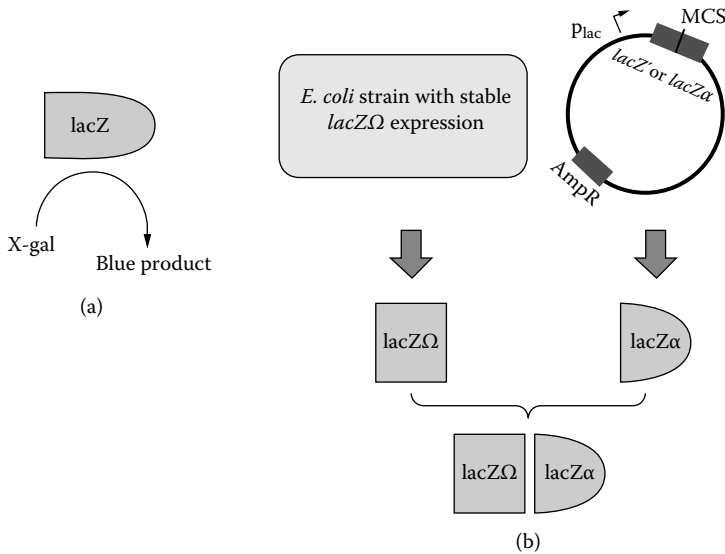 lacZ
X-gal
Blue product
(a)
E. coli strain with stable
lacZΩ expression
Plac
MCS
lacZ' or lacZα
AmpR
lacZΩ
lacZα
lacZΩ
lacZα
(b)